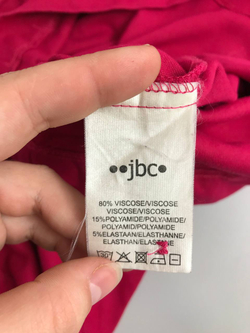 ••jbc•
80% VISCOSE/VISCOSE
VISCOSE/VISCOSE
15%POLYAMIDE/POLYAMIDE/
POLYAMID/POLYAMIDE
5%ELASTAAN/ELASTHANNE/
ELASTHAN/ELASTANE